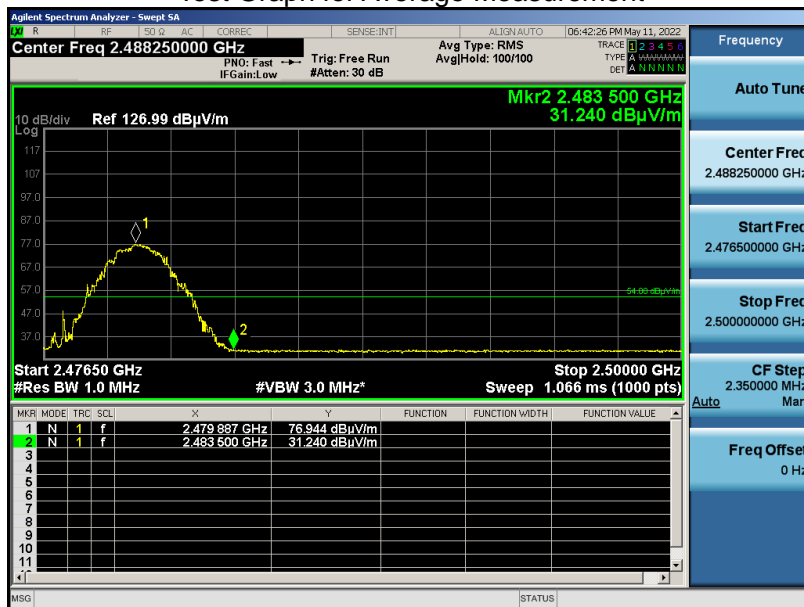 Test Graph for Average Measurement
Agilent Spectrum Analyzer - Swept SA
LXI R RF 50 Ω AC CORREC SENSE:INT ALIGN AUTO 06:42:26 PM May 11, 2022
Center Freq 2.488250000 GHz
PNO: Fast
IFGain:Low
Trig: Free Run
#Atten: 30 dB
Avg Type: RMS
Avg|Hold: 100/100
TRACE 1 2 3 4 5 6
TYPE A WWWWW
DET A N N N N N
Mkr2 2.483 500 GHz
31.240 dBµV/m
10 dB/div Ref 126.99 dBµV/m
Log
117
107
97.0
87.0
77.0
67.0
57.0
47.0
37.0
1
2
54.00 dBµV/m
Start 2.47650 GHz Stop 2.50000 GHz
#Res BW 1.0 MHz #VBW 3.0 MHz* Sweep 1.066 ms (1000 pts)
MKR MODE TRC SCL X Y FUNCTION FUNCTION WIDTH FUNCTION VALUE
1 N 1 f 2.479 887 GHz 76.944 dBµV/m
2 N 1 f 2.483 500 GHz 31.240 dBµV/m
3
4
5
6
7
8
9
10
11
MSG STATUS
Frequency
Auto Tune
Center Freq
2.488250000 GHz
Start Freq
2.476500000 GHz
Stop Freq
2.500000000 GHz
CF Step
2.350000 MHz
Auto Man
Freq Offset
0 Hz